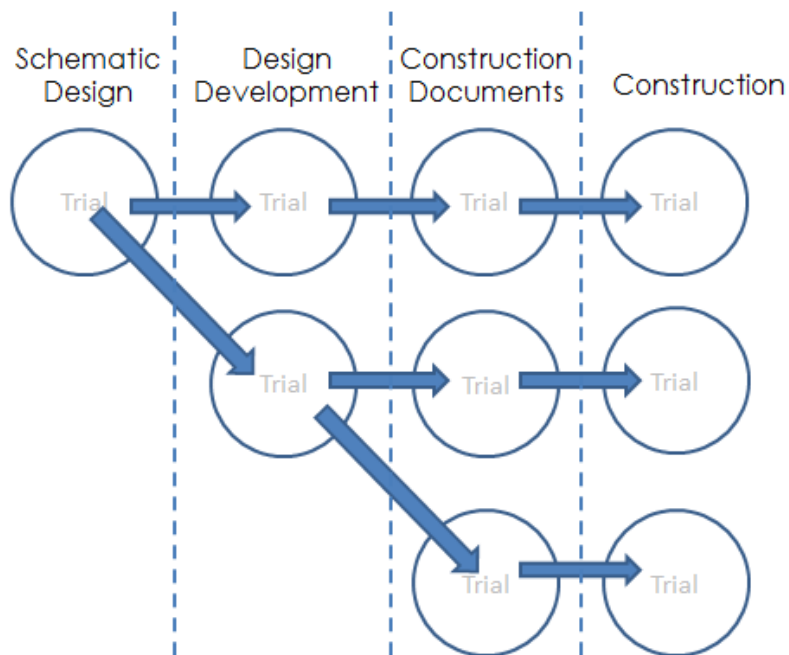 Schematic
Design
Design
Development
Construction
Documents
Construction
Trial
Trial
Trial
Trial
Trial
Trial
Trial
Trial
Trial